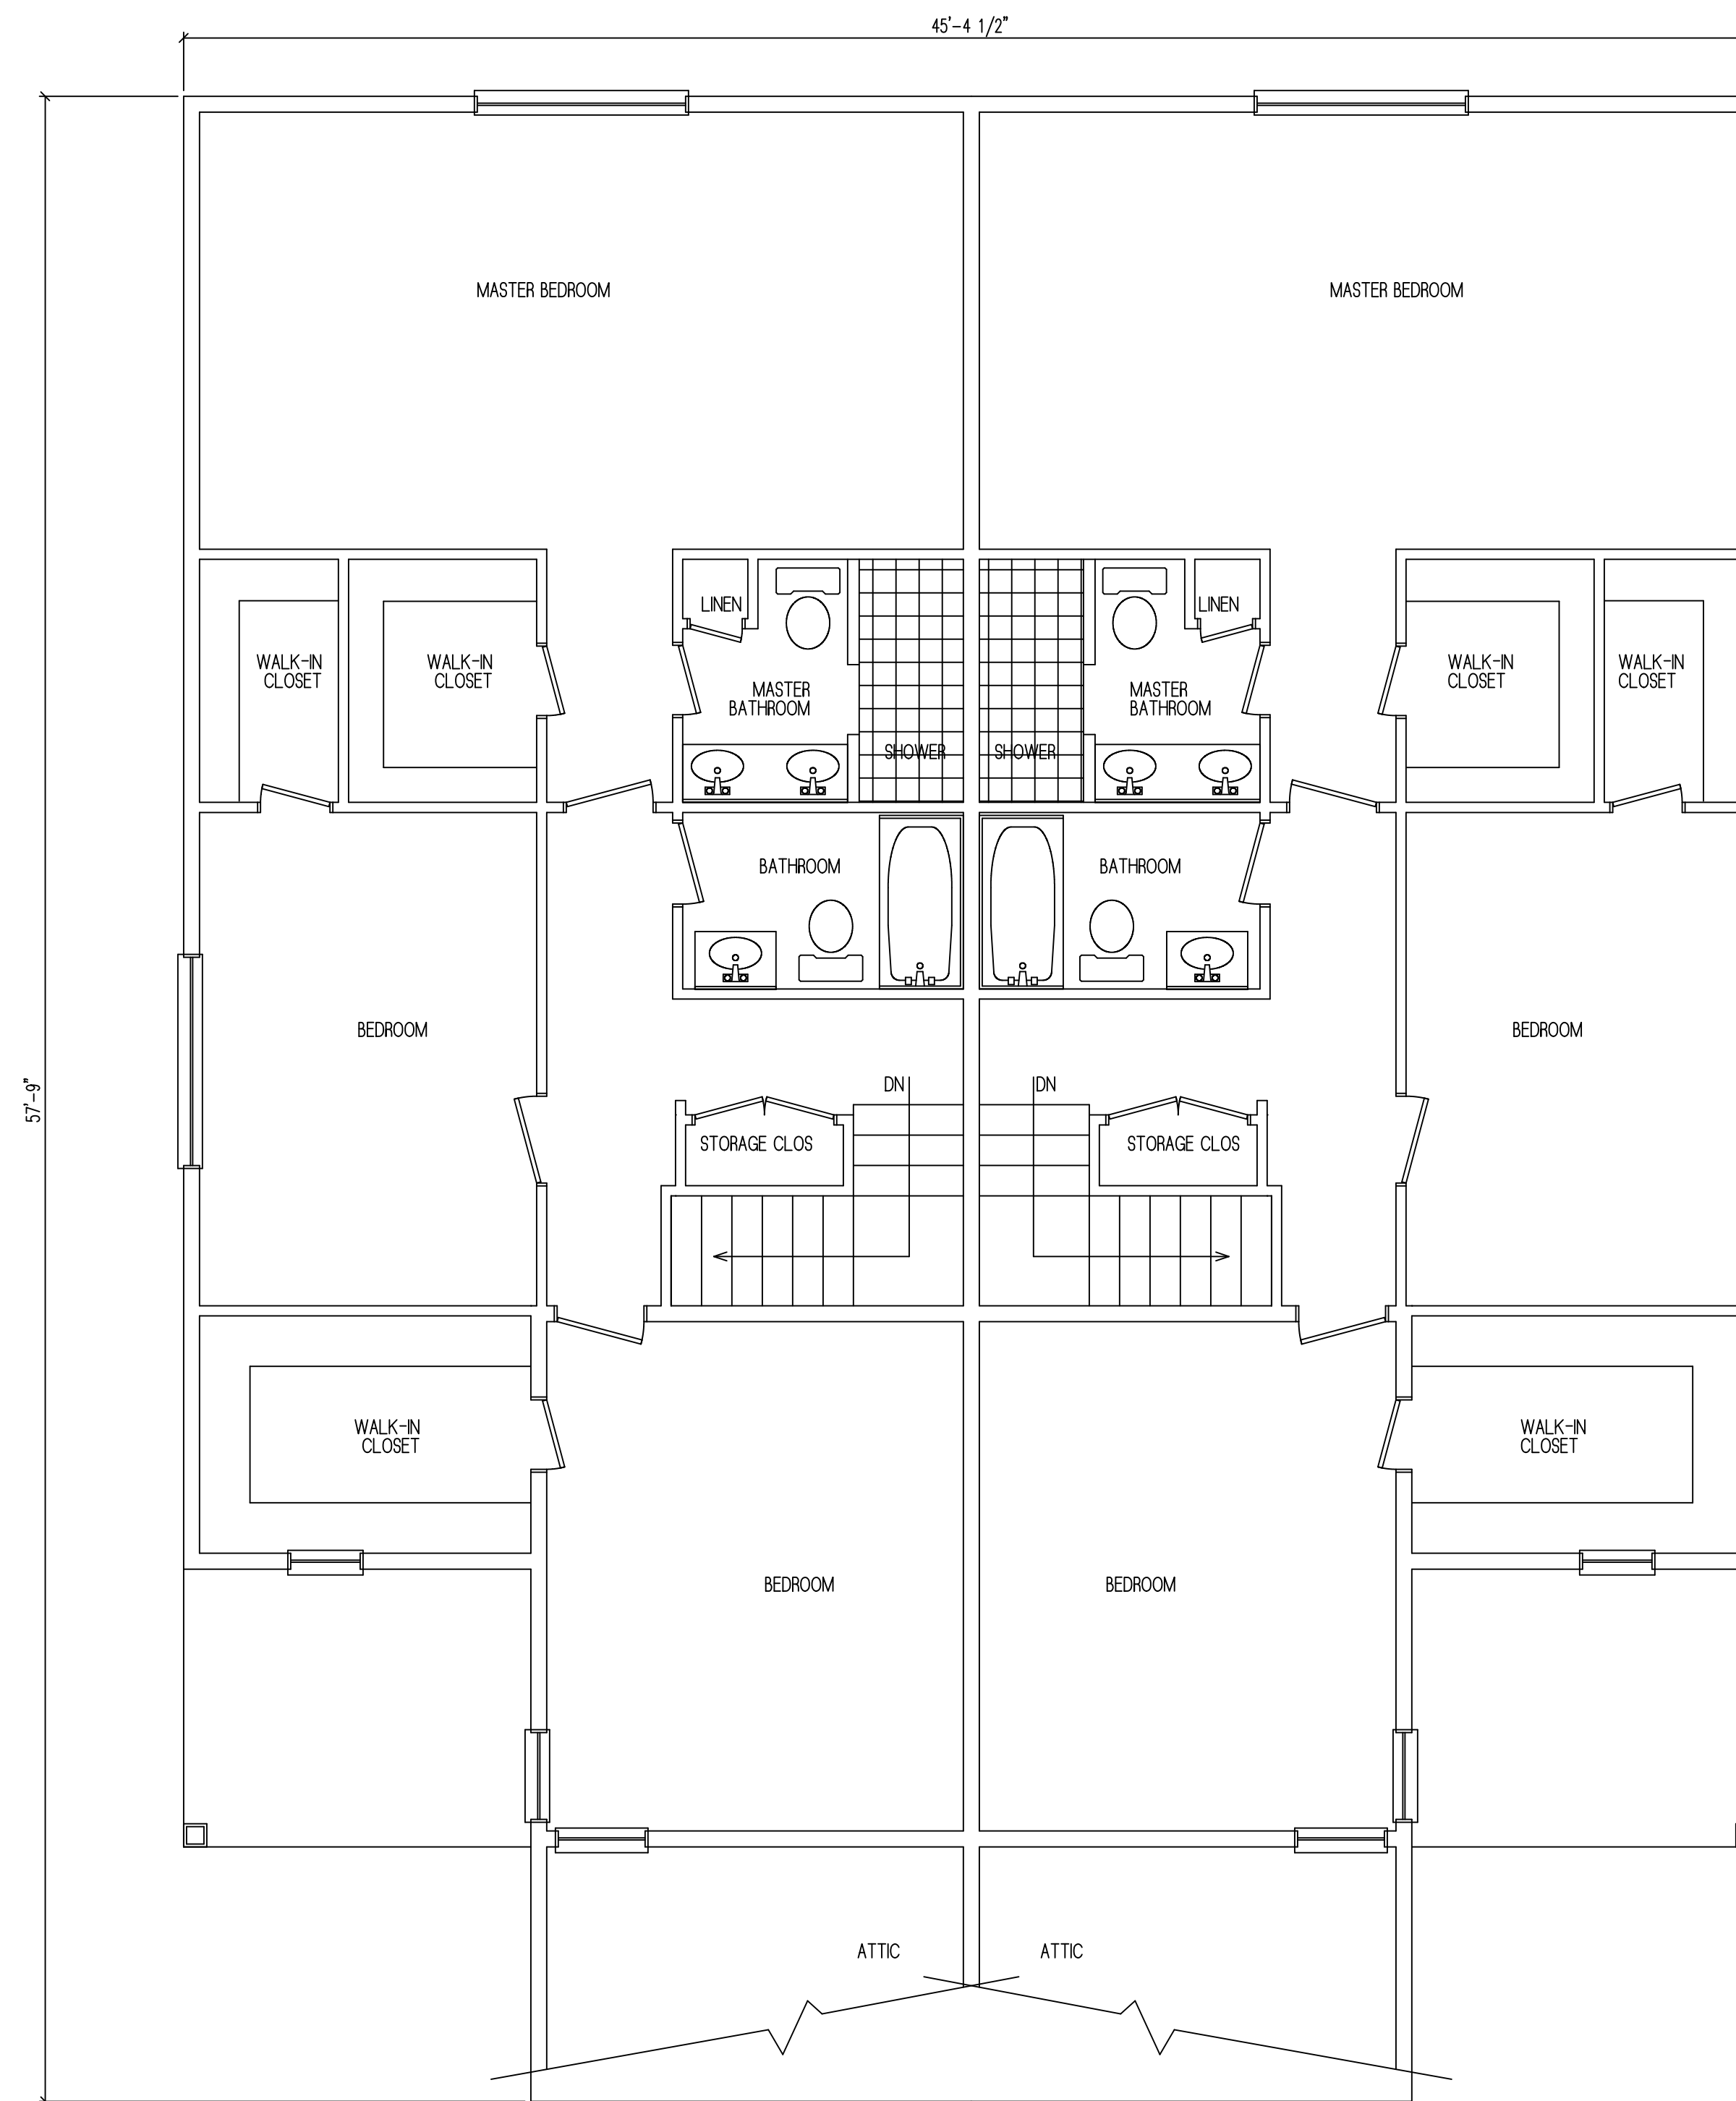 45'-4 1/2"
MASTER BEDROOM
MASTER BEDROOM
LINEN
LINEN
WALK-IN
CLOSET
WALK-IN
CLOSET
MASTER
BATHROOM
MASTER
BATHROOM
WALK-IN
CLOSET
WALK-IN
CLOSET
SHOWER
SHOWER
BATHROOM
BATHROOM
BEDROOM
BEDROOM
57'-9"
DN
DN
STORAGE CLOS
STORAGE CLOS
WALK-IN
CLOSET
WALK-IN
CLOSET
BEDROOM
BEDROOM
ATTIC
ATTIC